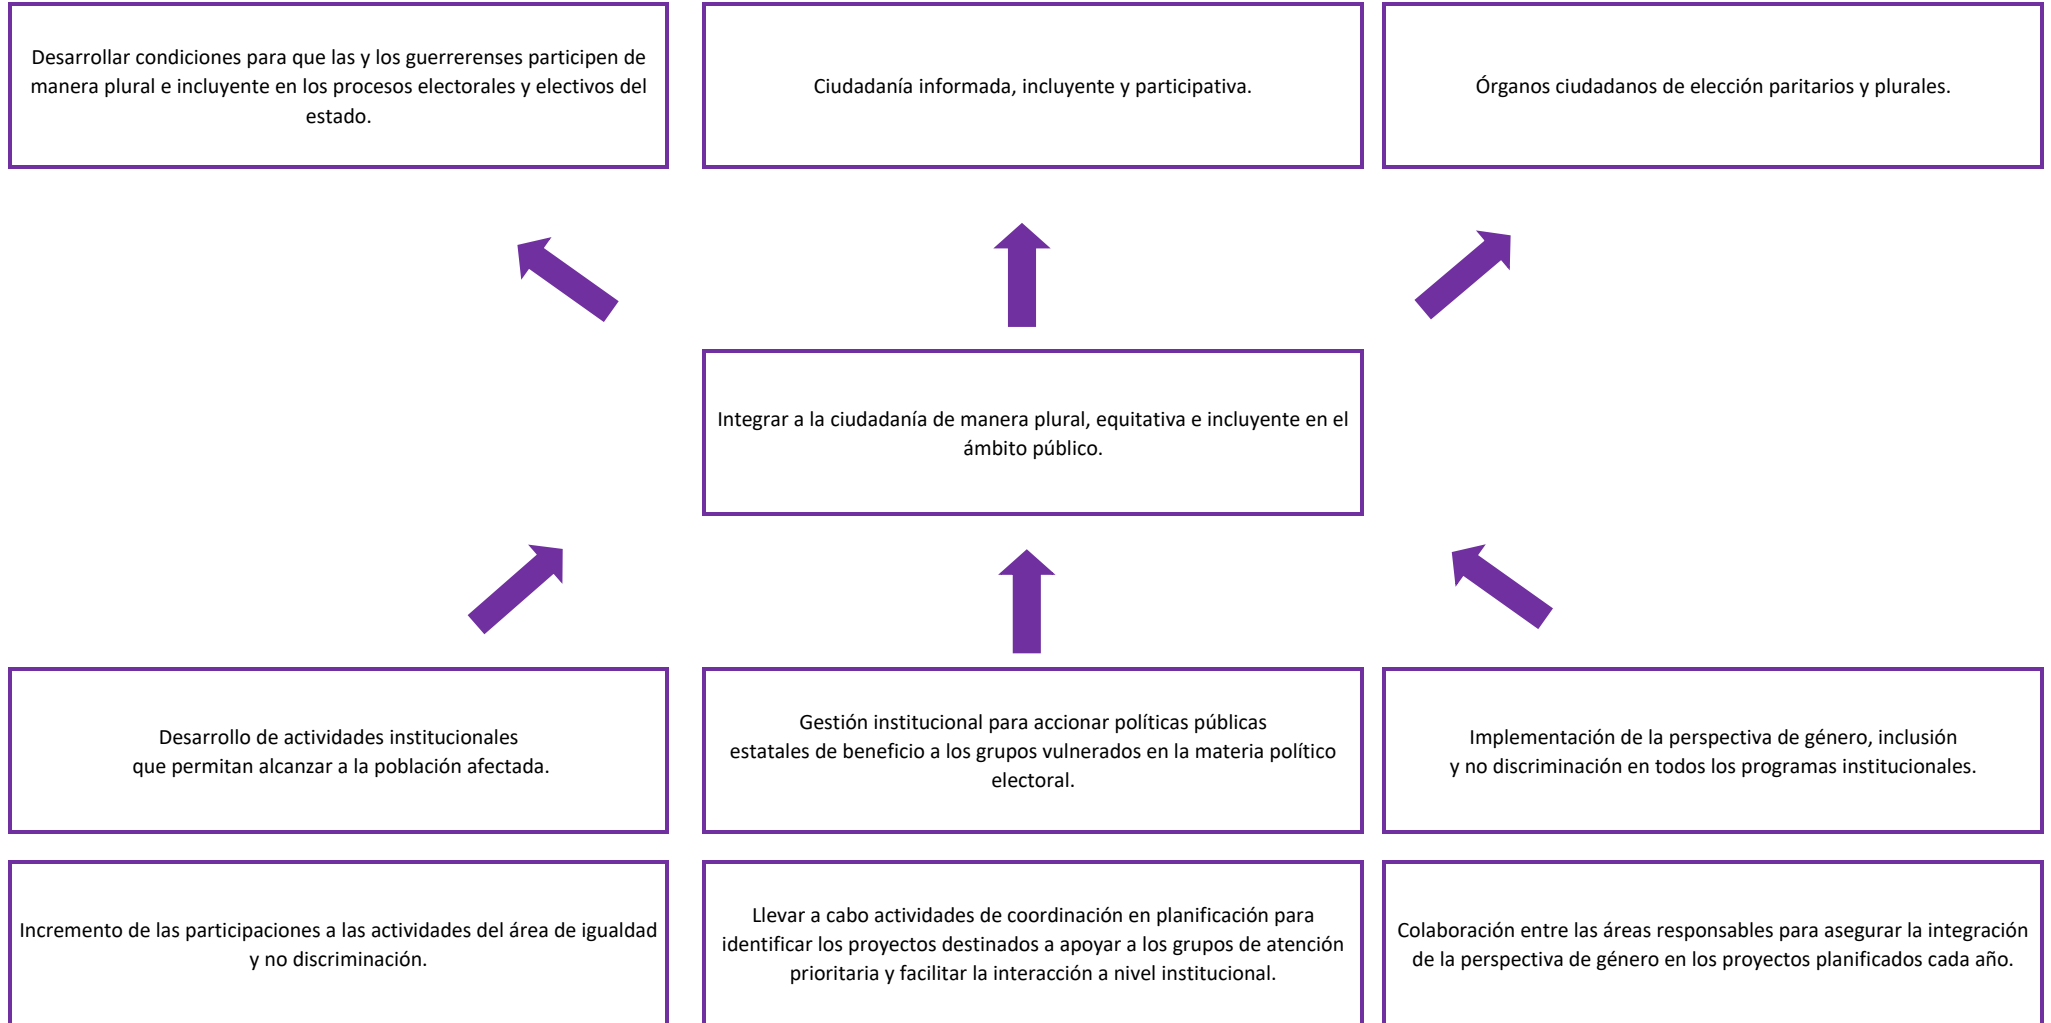 Desarrollar condiciones para que las y los guerrerenses participen de
manera plural e incluyente en los procesos electorales y electivos del
estado.
Ciudadanía informada, incluyente y participativa.
Órganos ciudadanos de elección paritarios y plurales.
Integrar a la ciudadanía de manera plural, equitativa e incluyente en el
ámbito público.
Desarrollo de actividades institucionales
que permitan alcanzar a la población afectada.
Gestión institucional para accionar políticas públicas
estatales de beneficio a los grupos vulnerados en la materia político
electoral.
Implementación de la perspectiva de género, inclusión
y no discriminación en todos los programas institucionales.
Incremento de las participaciones a las actividades del área de igualdad
y no discriminación.
Llevar a cabo actividades de coordinación en planificación para
identificar los proyectos destinados a apoyar a los grupos de atención
prioritaria y facilitar la interacción a nivel institucional.
Colaboración entre las áreas responsables para asegurar la integración
de la perspectiva de género en los proyectos planificados cada año.